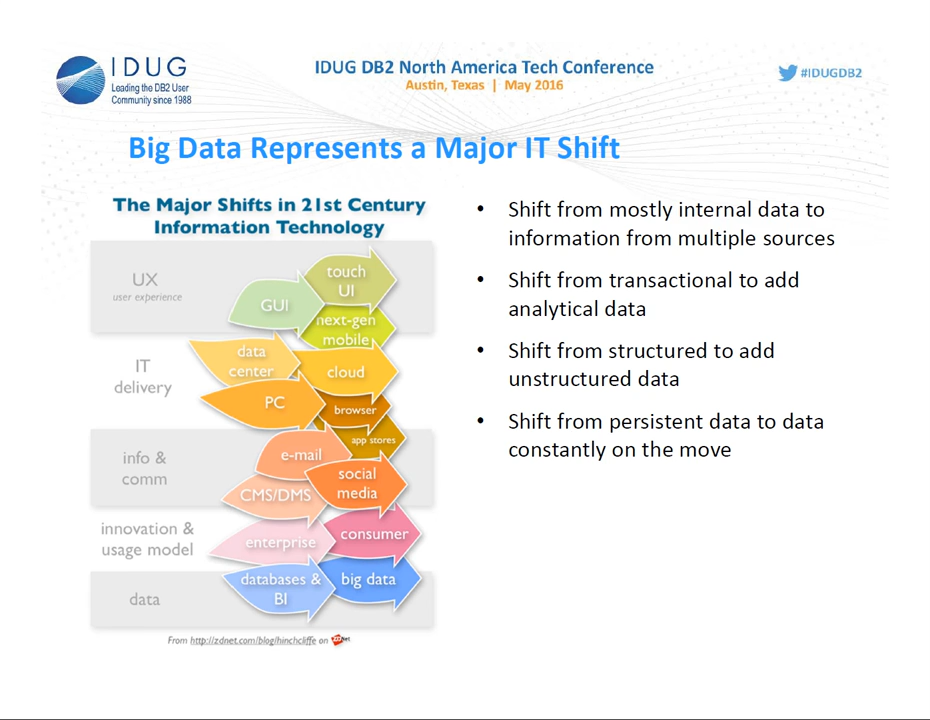 IDUG
Leading the DB2 User
Community since 1988
IDUG DB2 North America Tech Conference
Austin, Texas | May 2016
#IDUGDB2
Big Data Represents a Major IT Shift
The Major Shifts in 21st Century
Information Technology
UX
user experience
touch
UI
GUI
next-gen
mobile
IT
delivery
data
center
cloud
PC
browser
app stores
info &
comm
e-mail
social
media
CMS/DMS
innovation &
usage model
consumer
enterprise
data
databases &
BI
big data
From http://zdnet.com/blog/hinchcliffe on ZDNet
• Shift from mostly internal data to
information from multiple sources
• Shift from transactional to add
analytical data
• Shift from structured to add
unstructured data
• Shift from persistent data to data
constantly on the move